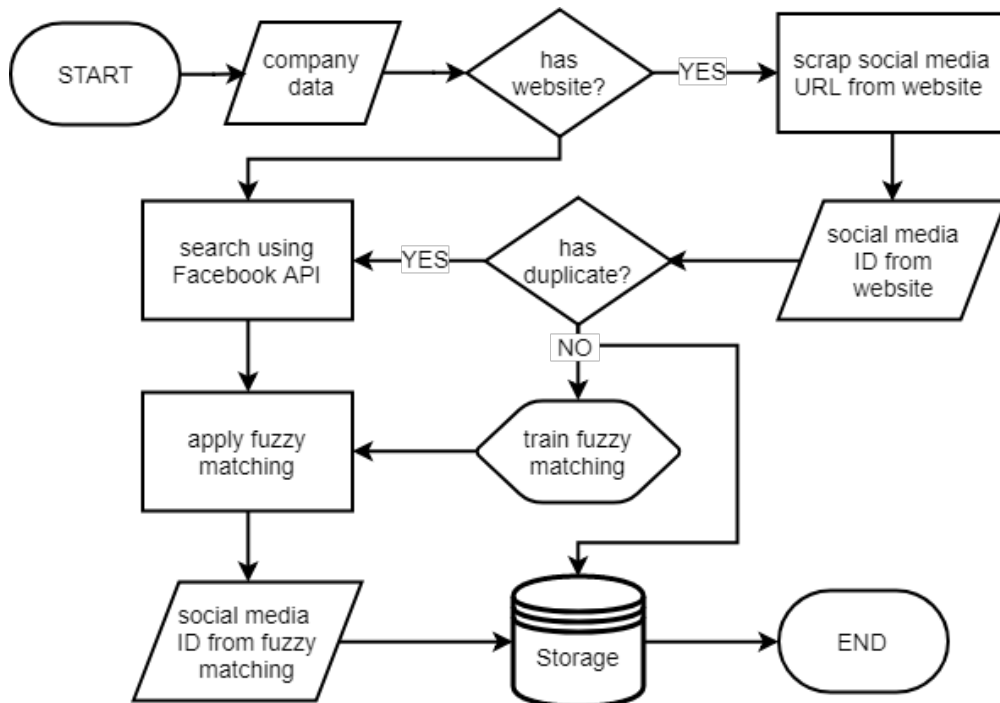 START
company
data
has
website?
YES
scrap social media
URL from website
search using
Facebook API
YES
has
duplicate?
social media
ID from
website
NO
apply fuzzy
matching
train fuzzy
matching
social media
ID from fuzzy
matching
Storage
END